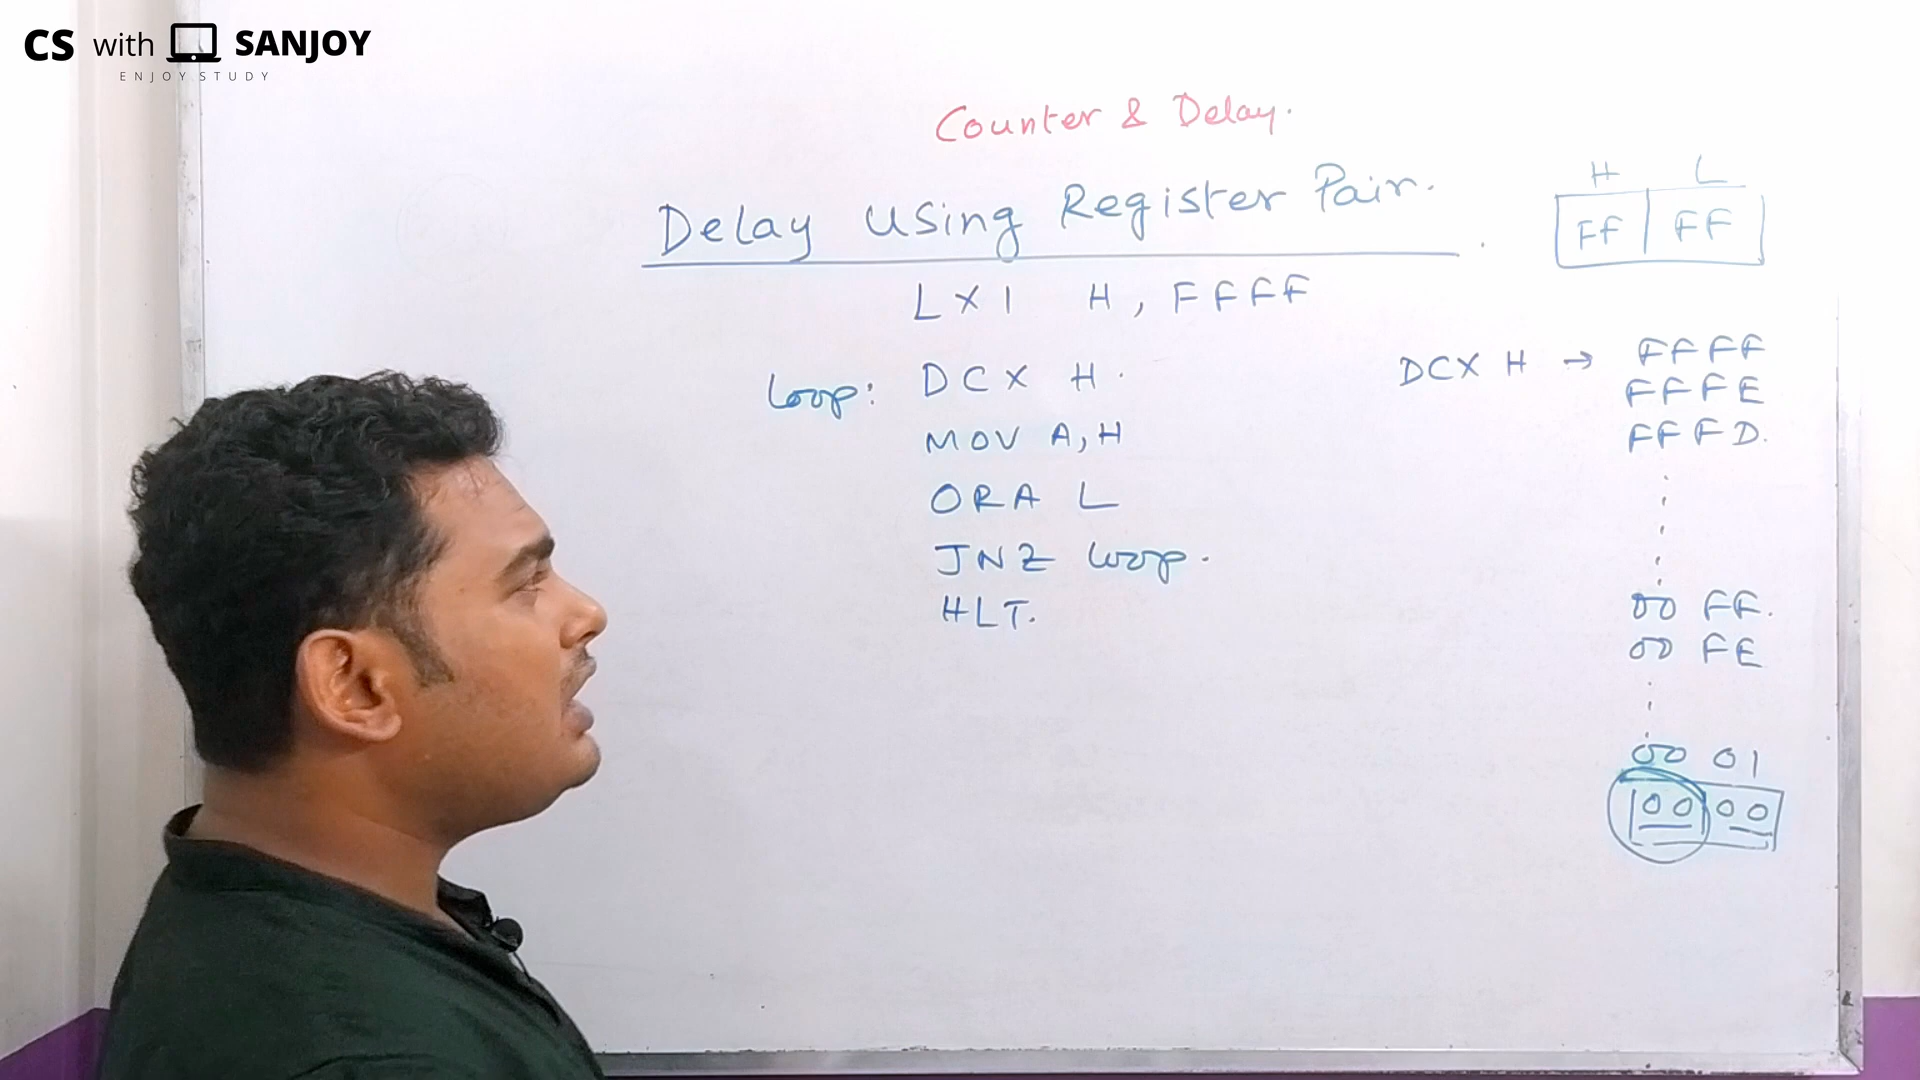 CS with SANJOY
ENJOY STUDY
Counter & Delay.
Delay Using Register Pair.
LXI H, FFFF
Loop: DCX H.
MOV A, H
ORA L
JNZ Loop.
HLT.
H L
FF FF
DCX H → FFFF
FFFE
FFFD.
00 FF.
00 FE
00 01
00 00